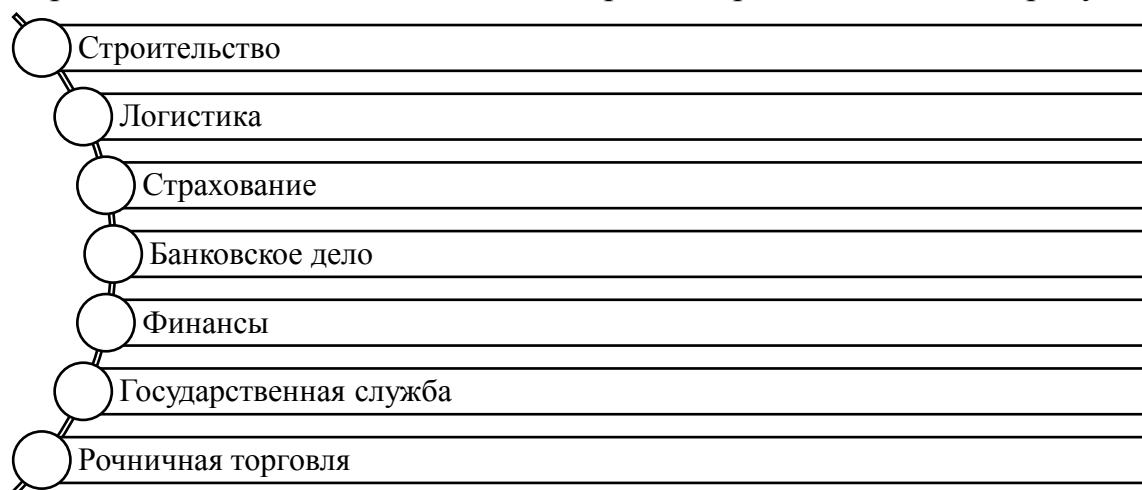 Строительство
Логистика
Страхование
Банковское дело
Финансы
Государственная служба
Рочничная торговля